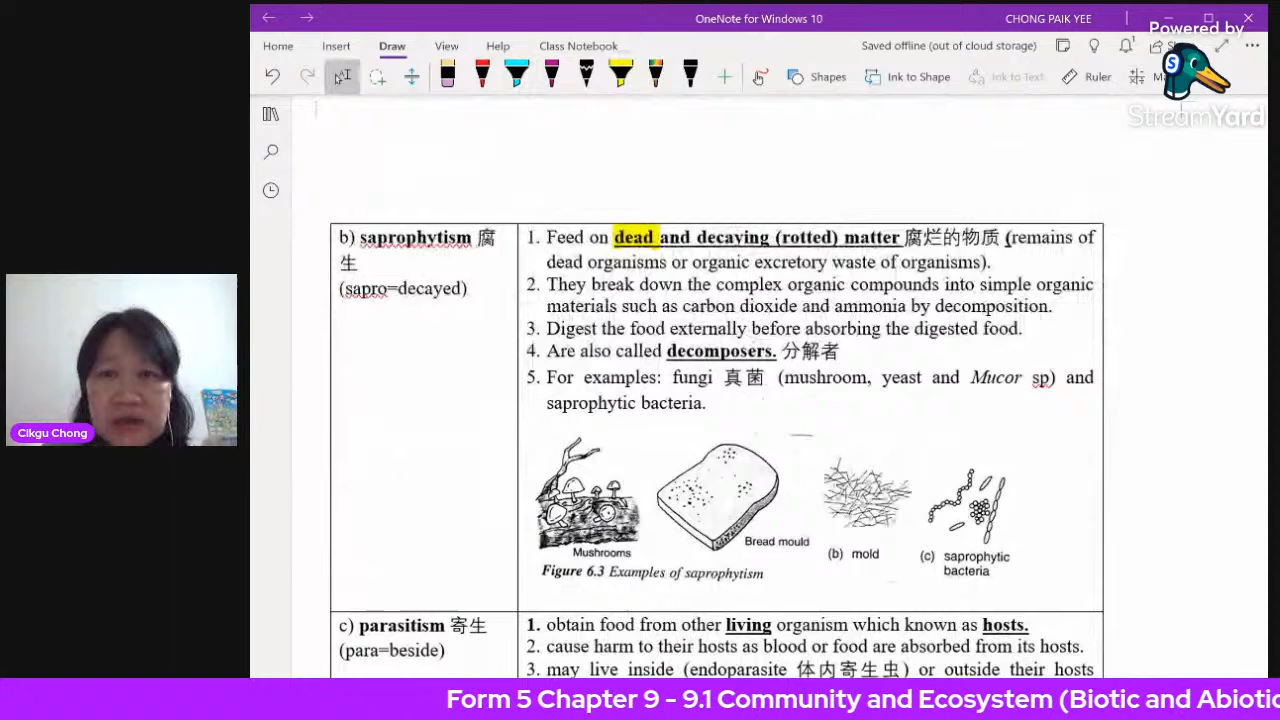 OneNote for Windows 10
CHONG PAIK YEE
Powered by
Home Insert Draw View Help Class Notebook
Saved offline (out of cloud storage)
Shapes Ink to Shape Ink to Text Ruler
StreamYard
b) saprophytism 腐
生
(sapro=decayed)
1. Feed on dead and decaying (rotted) matter 腐烂的物质 (remains of
dead organisms or organic excretory waste of organisms).
2. They break down the complex organic compounds into simple organic
materials such as carbon dioxide and ammonia by decomposition.
3. Digest the food externally before absorbing the digested food.
4. Are also called decomposers. 分解者
5. For examples: fungi 真菌 (mushroom, yeast and Mucor sp) and
saprophytic bacteria.
Mushrooms
Bread mould
(b) mold
(c) saprophytic
bacteria
Figure 6.3 Examples of saprophytism
c) parasitism 寄生
(para=beside)
1. obtain food from other living organism which known as hosts.
2. cause harm to their hosts as blood or food are absorbed from its hosts.
3. may live inside (endoparasite 体内寄生虫) or outside their hosts
Cikgu Chong
Form 5 Chapter 9 - 9.1 Community and Ecosystem (Biotic and Abiotic